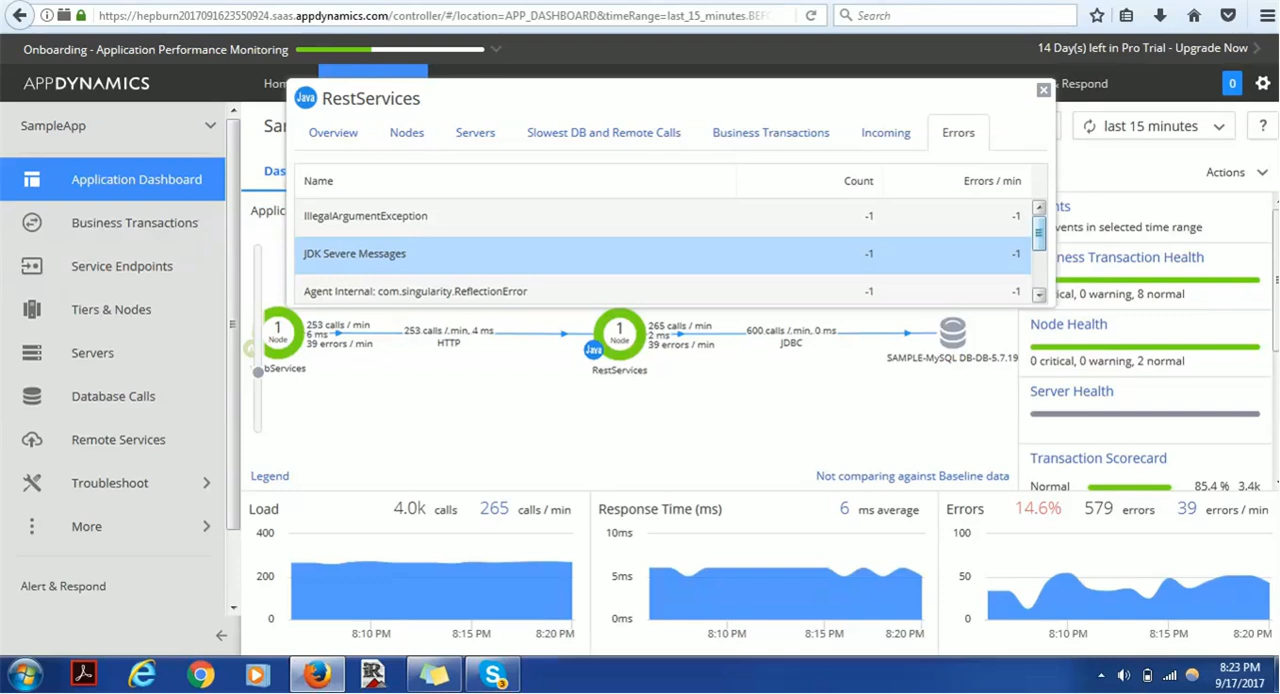 https://hepburn2017091623550924.saas.appdynamics.com/controller/#/location=APP_DASHBOARD&timeRange=last_15_minutes.BEFO
Search
Onboarding - Application Performance Monitoring
14 Day(s) left in Pro Trial - Upgrade Now
APPDYNAMICS
Hon
& Respond
0
SampleApp
Application Dashboard
Business Transactions
Service Endpoints
Tiers & Nodes
Servers
Database Calls
Remote Services
Troubleshoot
More
Alert & Respond
Java RestServices
Overview Nodes Servers Slowest DB and Remote Calls Business Transactions Incoming Errors
Name Count Errors / min
IllegalArgumentException -1 -1
JDK Severe Messages -1 -1
Agent Internal: com.singularity.ReflectionError -1 -1
Sa
last 15 minutes
?
Das
Actions
Applic
1
Node
bServices
253 calls / min
6 ms
39 errors / min
253 calls /.min, 4 ms
HTTP
1
Node
Java
RestServices
265 calls / min
2 ms
39 errors / min
600 calls /.min, 0 ms
JDBC
SAMPLE-MySQL DB-DB-5.7.19
Legend
Not comparing against Baseline data
nts
vents in selected time range
ness Transaction Health
ical, 0 warning, 8 normal
Node Health
0 critical, 0 warning, 2 normal
Server Health
Transaction Scorecard
Normal 85.4 % 3.4k
Load 4.0k calls 265 calls / min
400
200
0
8:10 PM 8:15 PM 8:20 PM
Response Time (ms) 6 ms average
10ms
5ms
0ms
8:10 PM 8:15 PM 8:20 PM
Errors 14.6% 579 errors 39 errors / min
100
50
0
8:10 PM 8:15 PM 8:20 PM
8:23 PM
9/17/2017